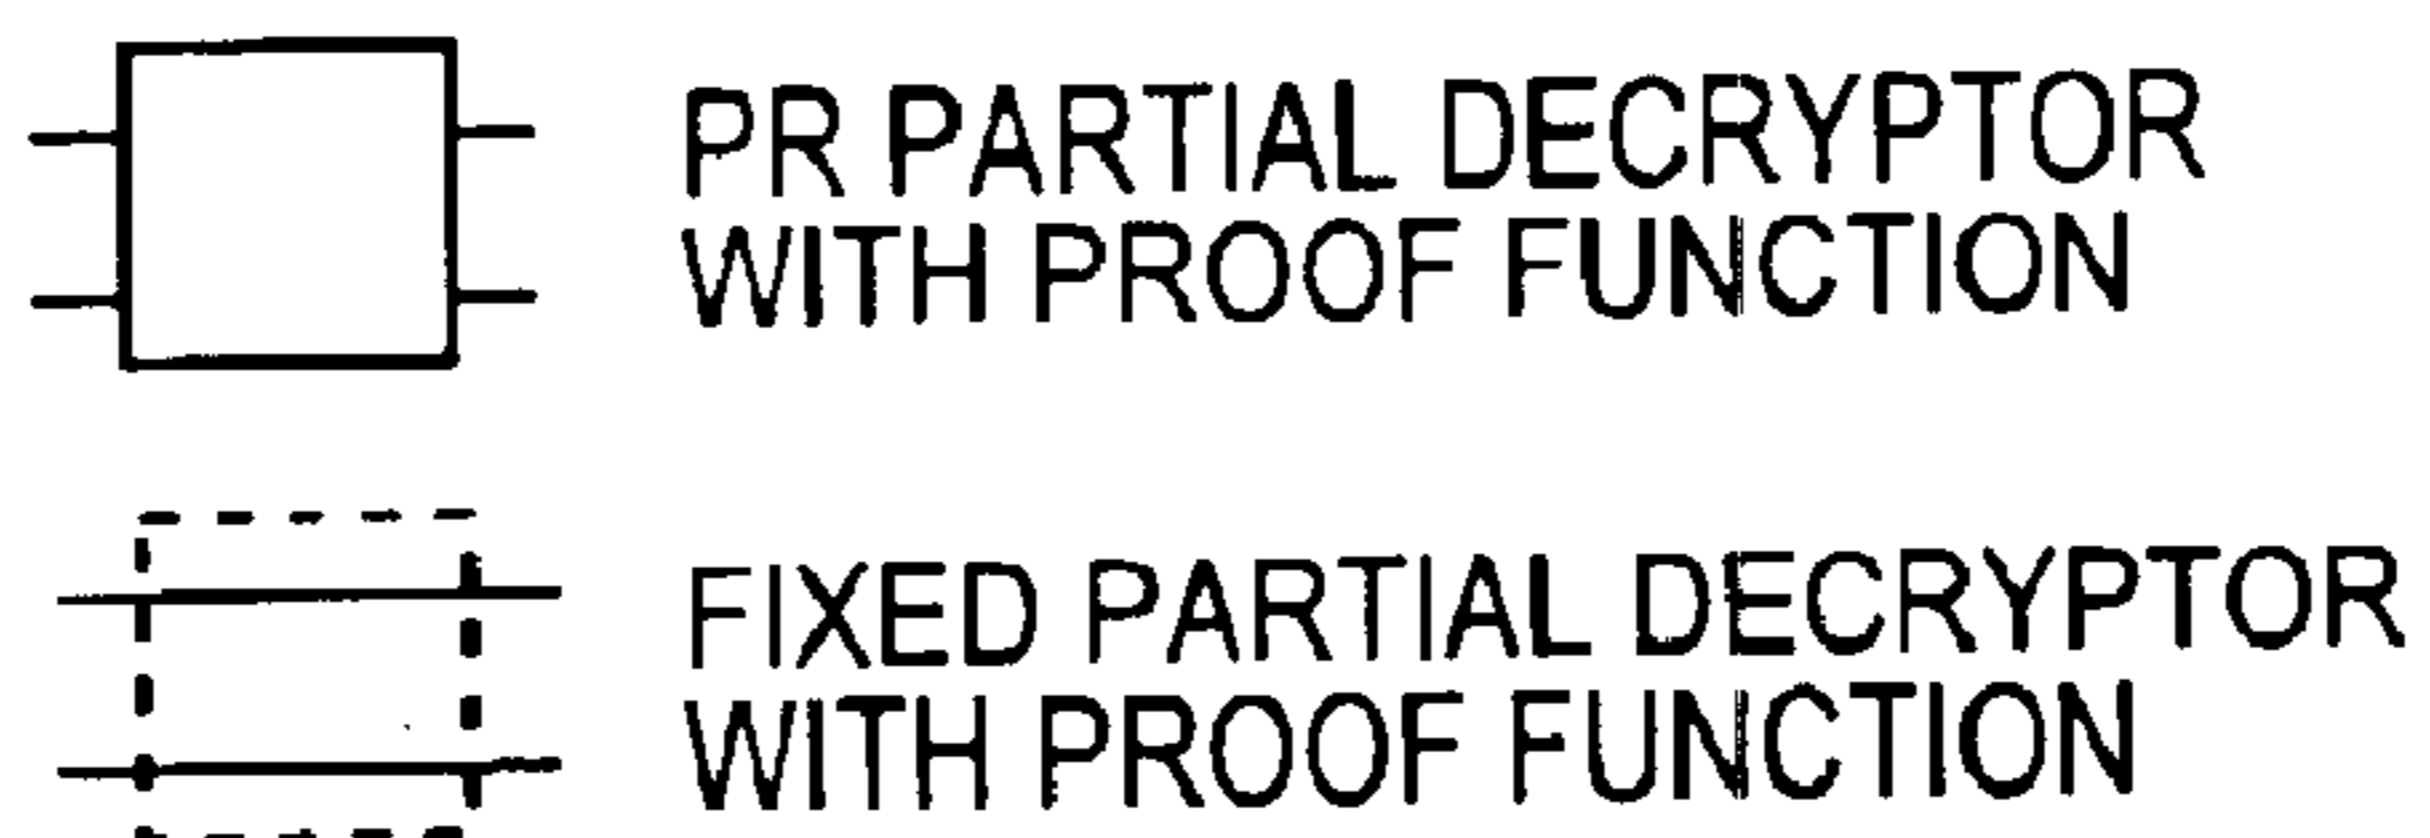 PR PARTIAL DECRYPTOR
WITH PROOF FUNCTION
FIXED PARTIAL DECRYPTOR
WITH PROOF FUNCTION